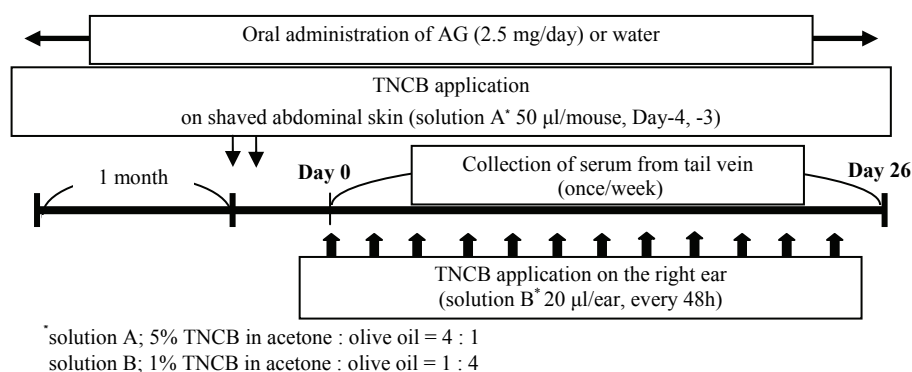 Oral administration of AG (2.5 mg/day) or water
TNCB application
on shaved abdominal skin (solution A* 50 μl/mouse, Day-4, -3)
1 month
Day 0
Collection of serum from tail vein
(once/week)
Day 26
TNCB application on the right ear
(solution B* 20 μl/ear, every 48h)
*solution A; 5% TNCB in acetone : olive oil = 4 : 1
solution B; 1% TNCB in acetone : olive oil = 1 : 4